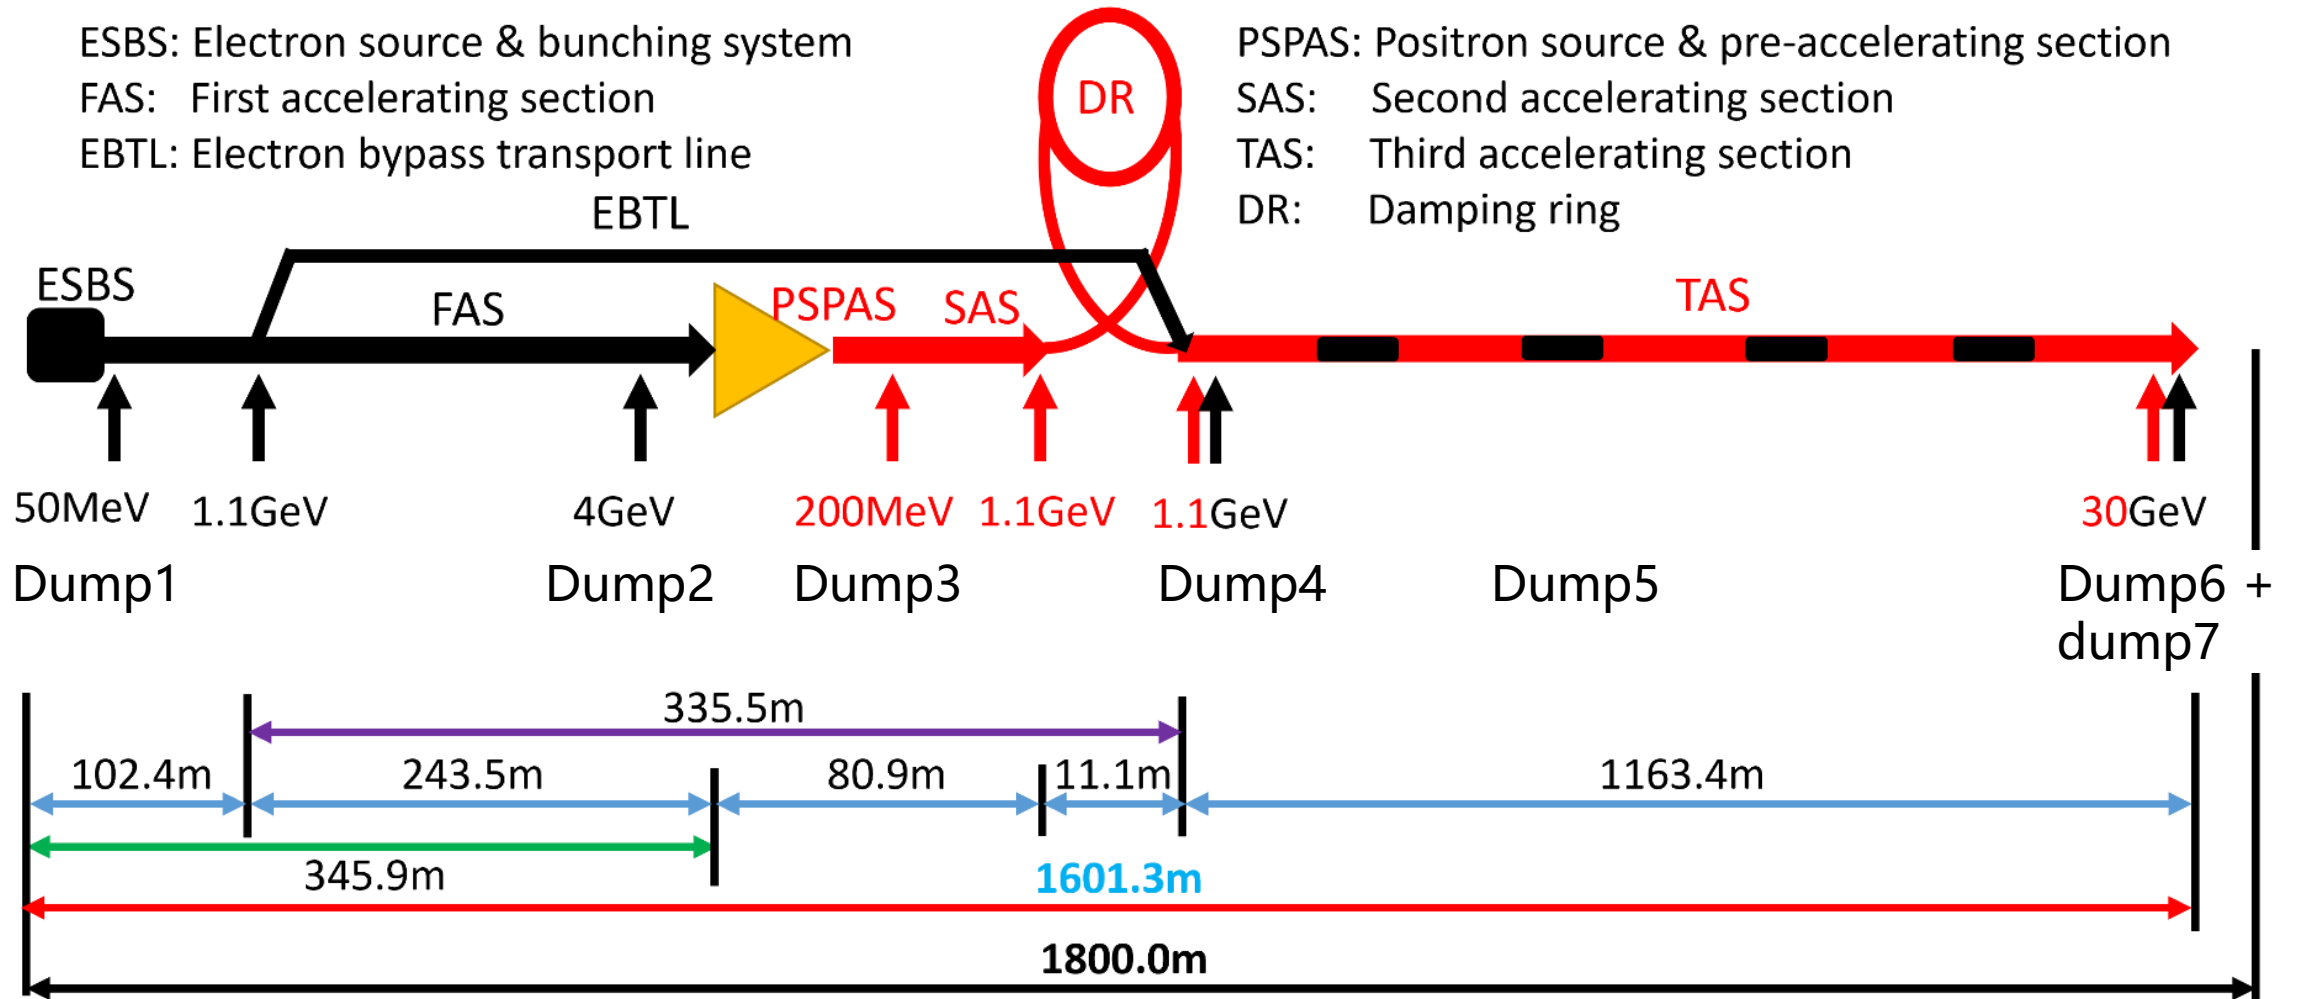 ESBS: Electron source & bunching system
FAS: First accelerating section
EBTL: Electron bypass transport line
PSPAS: Positron source & pre-accelerating section
SAS: Second accelerating section
TAS: Third accelerating section
DR: Damping ring
DR
EBTL
ESBS
FAS
PSPAS
SAS
TAS
50MeV
1.1GeV
4GeV
200MeV
1.1GeV
1.1GeV
30GeV
Dump1
Dump2
Dump3
Dump4
Dump5
Dump6 +
dump7
335.5m
102.4m
243.5m
80.9m
11.1m
1163.4m
345.9m
1601.3m
1800.0m